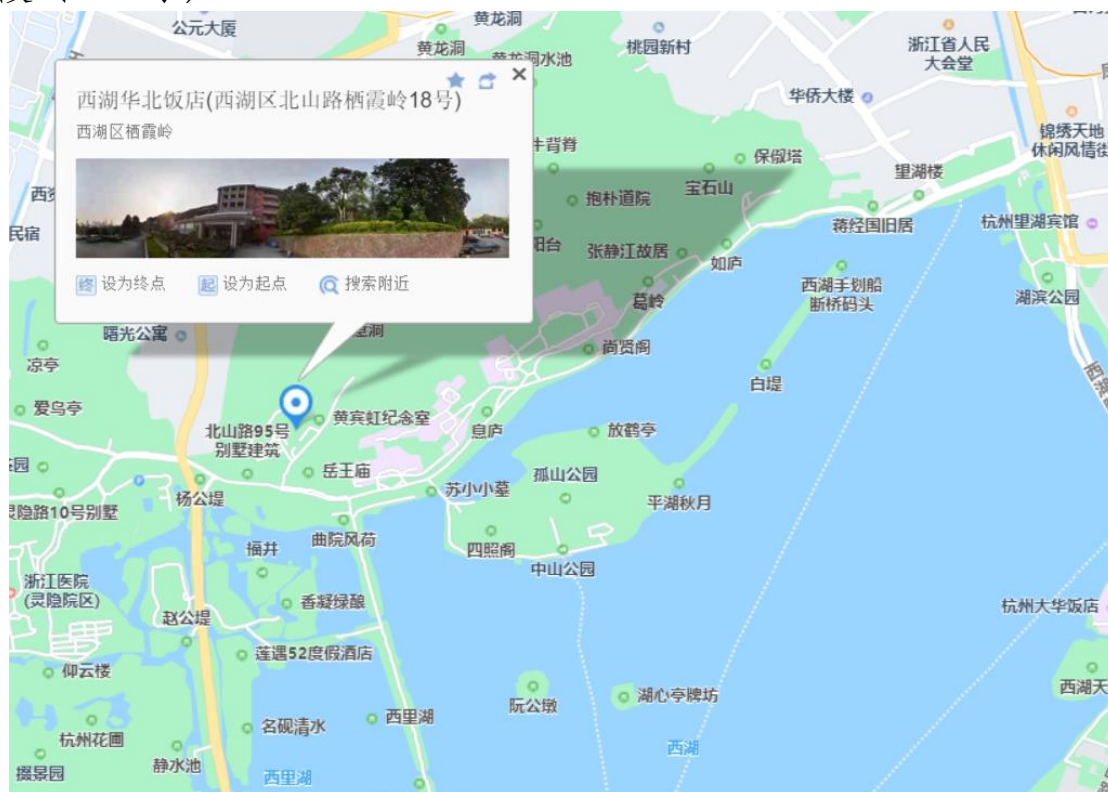 公元大厦
黄龙洞
黄龙洞
桃园新村
浙江省人民
大会堂
华侨大楼
锦绣天地
休闲风情街
西湖华北饭店(西湖区北山路栖霞岭18号)
西湖区栖霞岭
终 设为终点
起 设为起点
搜索附近
牛背脊
保俶塔
宝石山
抱朴道院
望湖楼
蒋经国旧居
杭州望湖宾馆
民宿
阳台
张静江故居
如庐
西湖手划船
断桥码头
湖滨公园
葛岭
曙光公寓
尚贤阁
凉亭
白堤
爱乌亭
黄宾虹纪念室
北山路95号
别墅建筑
息庐
放鹤亭
岳王庙
苏小小墓
孤山公园
平湖秋月
杨公堤
灵隐路10号别墅
曲院风荷
四照阁
福井
中山公园
浙江医院
(灵隐院区)
香凝绿酿
赵公堤
杭州大华饭店
莲遇52度假酒店
仰云楼
阮公墩
湖心亭牌坊
西湖天
杭州花圃
名砚清水
西里湖
西湖
掇景园
静水池
西里湖